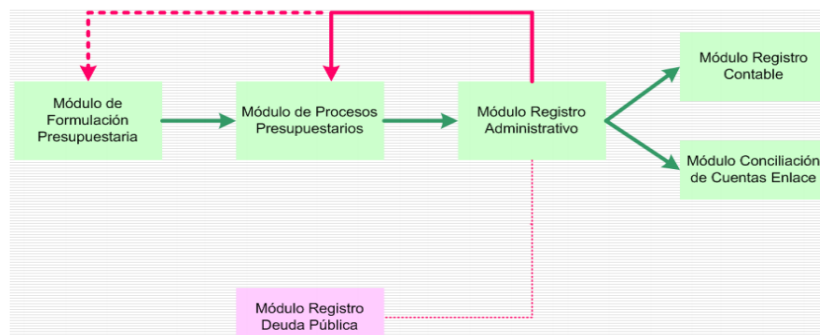 Módulo de
Formulación
Presupuestaria
Módulo de Procesos
Presupuestarios
Módulo Registro
Administrativo
Módulo Registro
Contable
Módulo Conciliación
de Cuentas Enlace
Módulo Registro
Deuda Pública